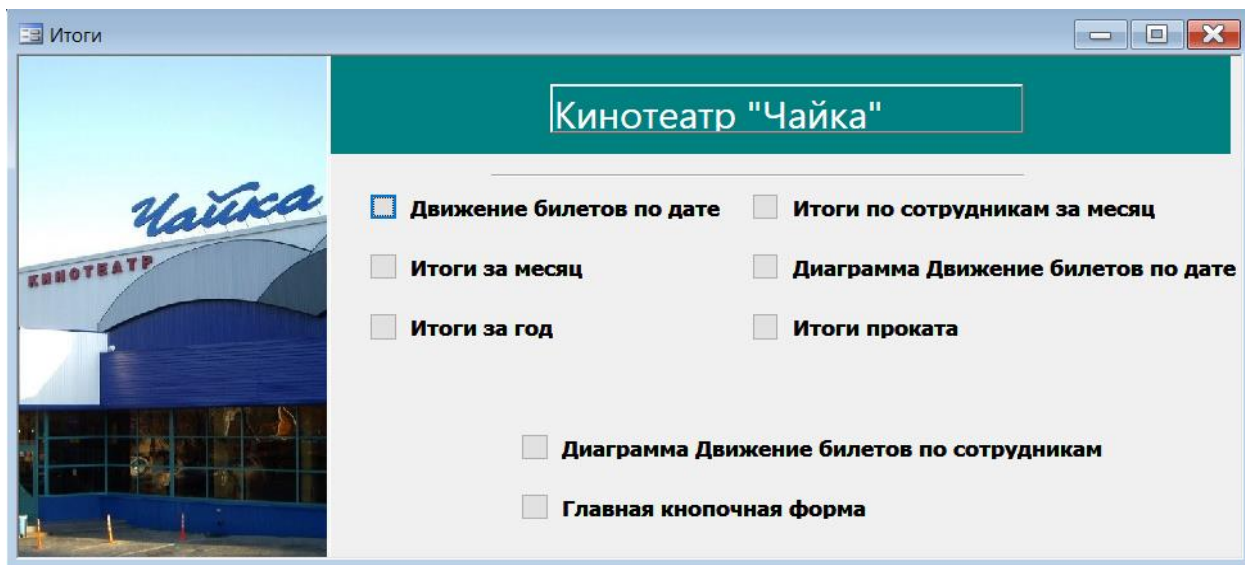 Итоги
Кинотеатр "Чайка"
Чайка
КИНОТЕАТР
Движение билетов по дате
Итоги по сотрудникам за месяц
Итоги за месяц
Диаграмма Движение билетов по дате
Итоги за год
Итоги проката
Диаграмма Движение билетов по сотрудникам
Главная кнопочная форма